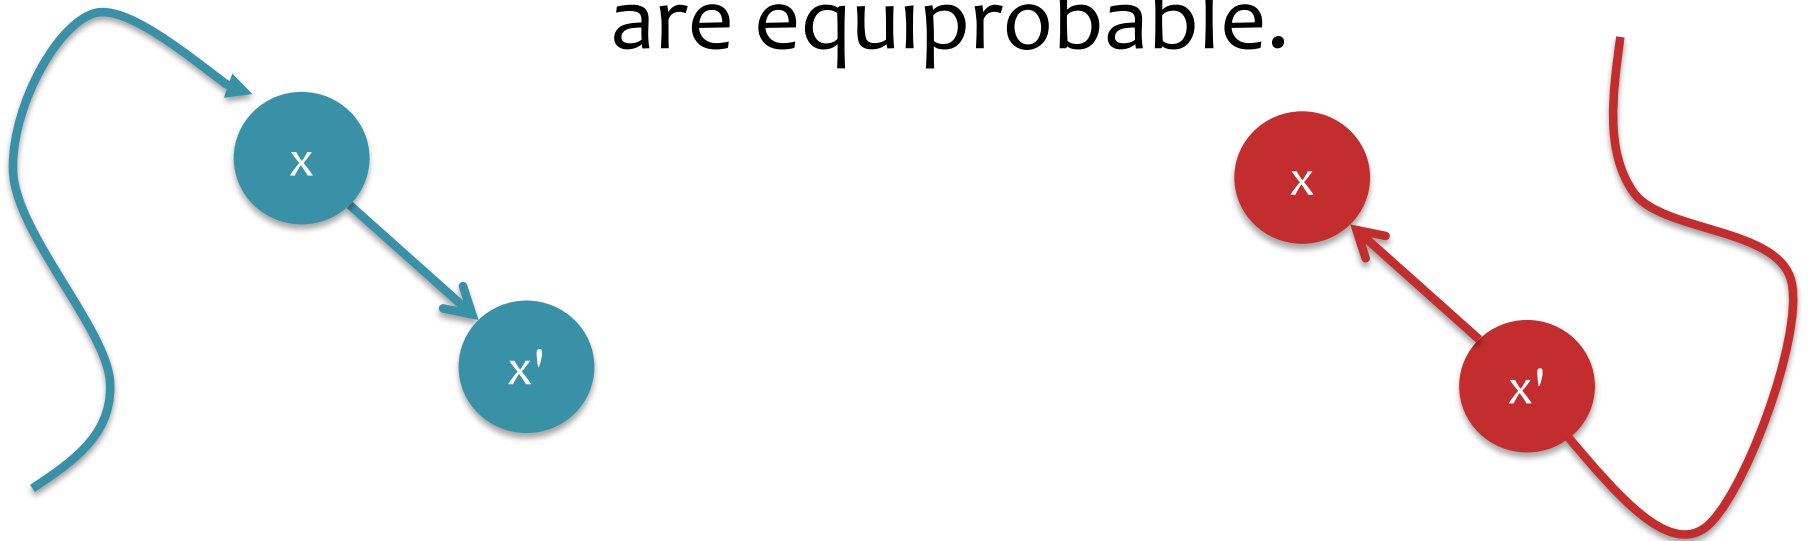 are equiprobable.
x
x
x'
x'